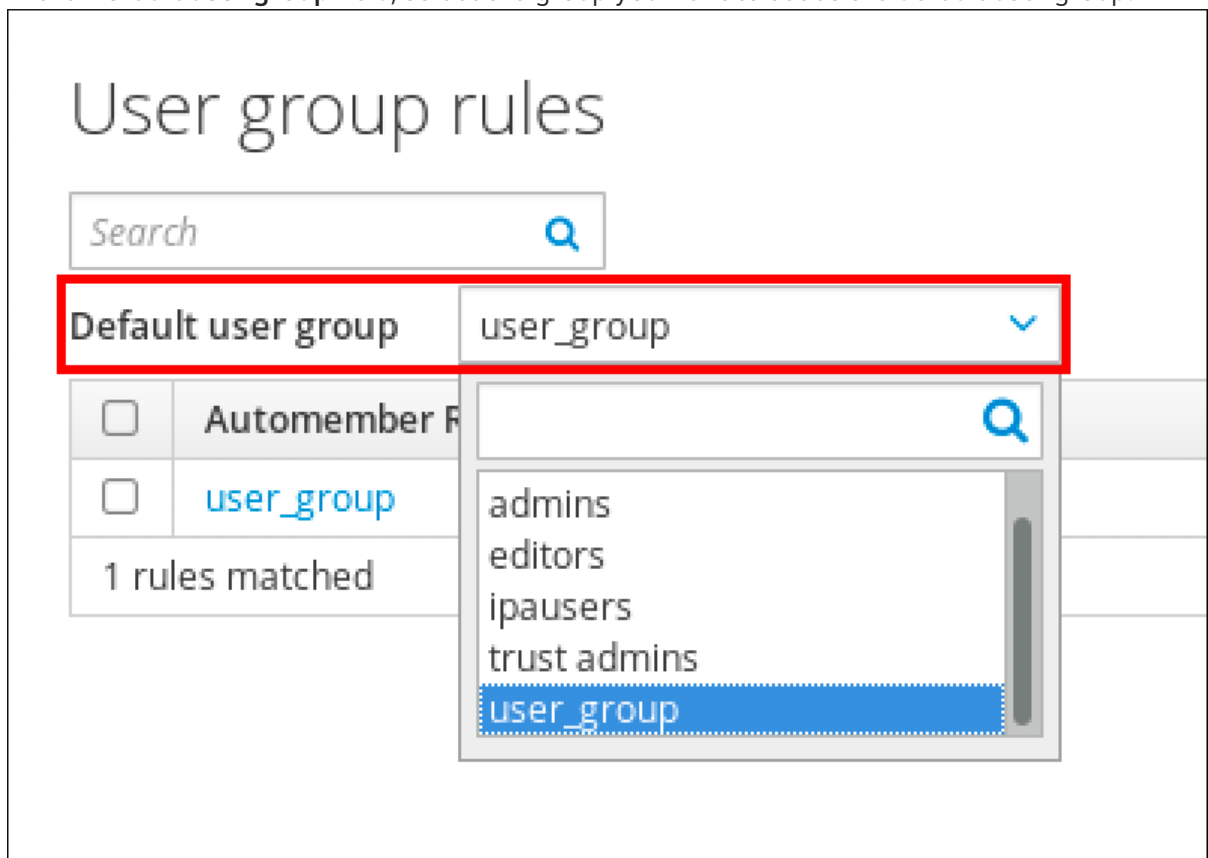 User group rules
Search
Default user group user_group
Automember R
user_group
1 rules matched
admins
editors
ipausers
trust admins
user_group